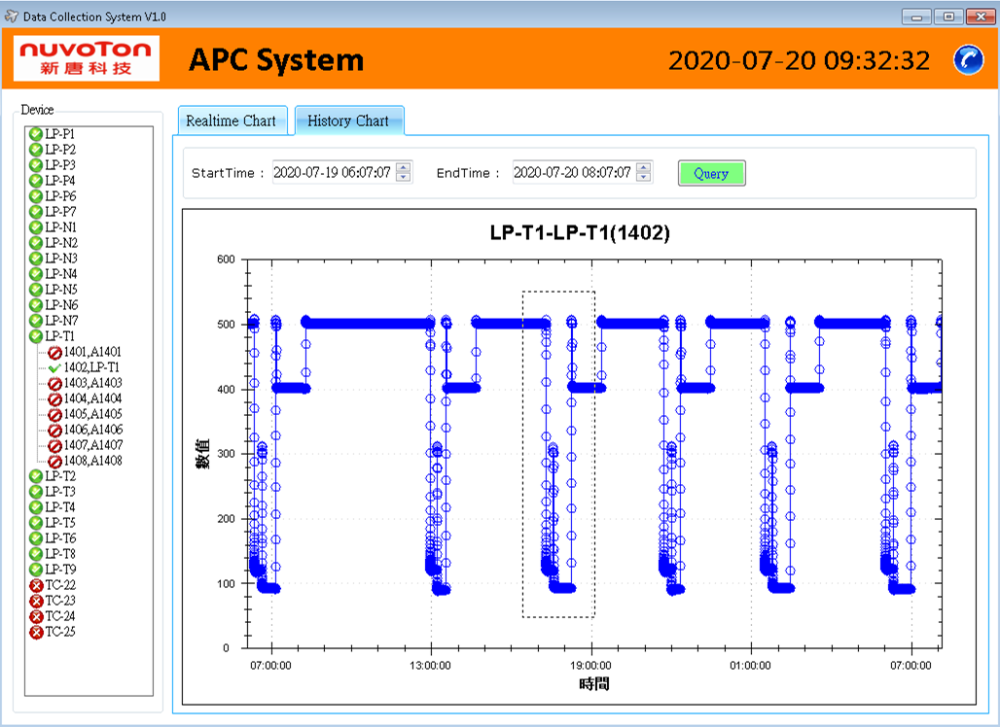 Data Collection System V1.0
nuvoTon
新唐科技
APC System
2020-07-20 09:32:32
Device
LP-P1
LP-P2
LP-P3
LP-P4
LP-P6
LP-P7
LP-N1
LP-N2
LP-N3
LP-N4
LP-N5
LP-N6
LP-N7
LP-T1
1401,A1401
1402,LP-T1
1403,A1403
1404,A1404
1405,A1405
1406,A1406
1407,A1407
1408,A1408
LP-T2
LP-T3
LP-T4
LP-T5
LP-T6
LP-T8
LP-T9
TC-22
TC-23
TC-24
TC-25
Realtime Chart
History Chart
StartTime : 2020-07-19 06:07:07 EndTime : 2020-07-20 08:07:07 Query
LP-T1-LP-T1(1402)
600
500
400
300
200
100
0
數值
07:00:00 13:00:00 19:00:00 01:00:00 07:00:00
時間